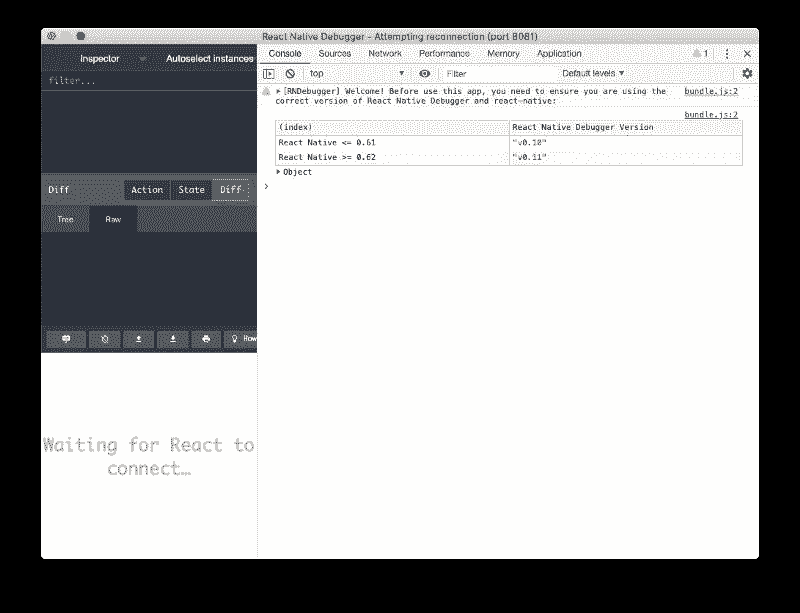 React Native Debugger - Attempting reconnection (port 8081)
Inspector
Autoselect instances
filter...
Diff
Action
State
Diff
Tree
Raw
How
Waiting for React to
connect…
Console
Sources
Network
Performance
Memory
Application
1
top
Filter
Default levels
[RNDebugger] Welcome! Before use this app, you need to ensure you are using the
correct version of React Native Debugger and react-native:
bundle.js:2
bundle.js:2
(index)
React Native Debugger Version
React Native <= 0.61
"v0.10"
React Native >= 0.62
"v0.11"
Object